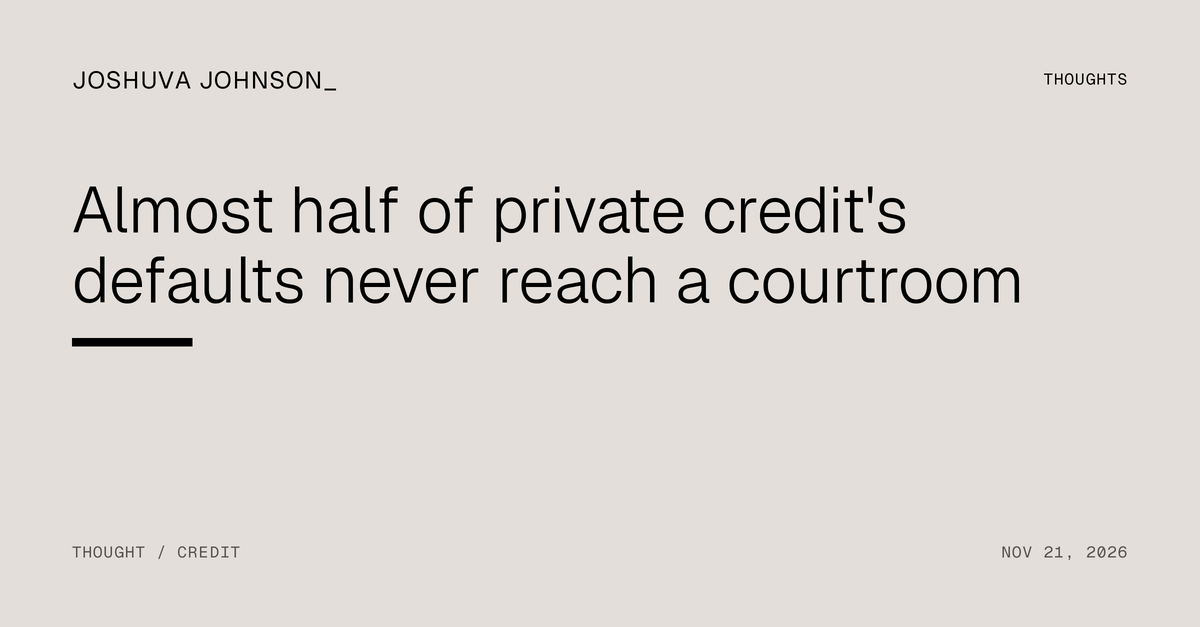 JOSHUVA JOHNSON_
THOUGHTS
Almost half of private credit's
defaults never reach a courtroom
THOUGHT / CREDIT
NOV 21, 2026